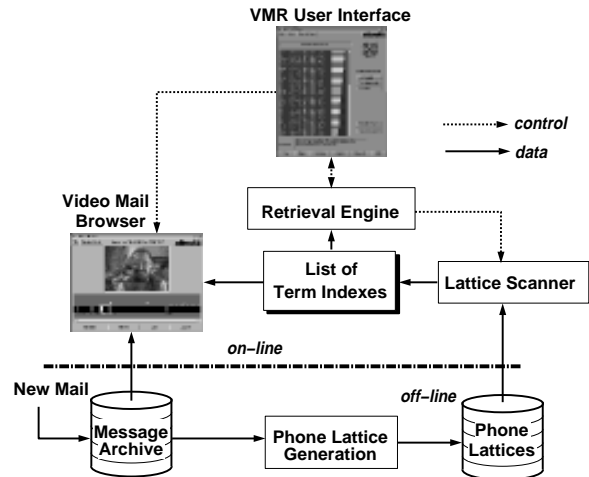 VMR User Interface
control
data
Video Mail
Browser
Retrieval Engine
List of
Term Indexes
Lattice Scanner
on-line
off-line
New Mail
Message
Archive
Phone Lattice
Generation
Phone
Lattices